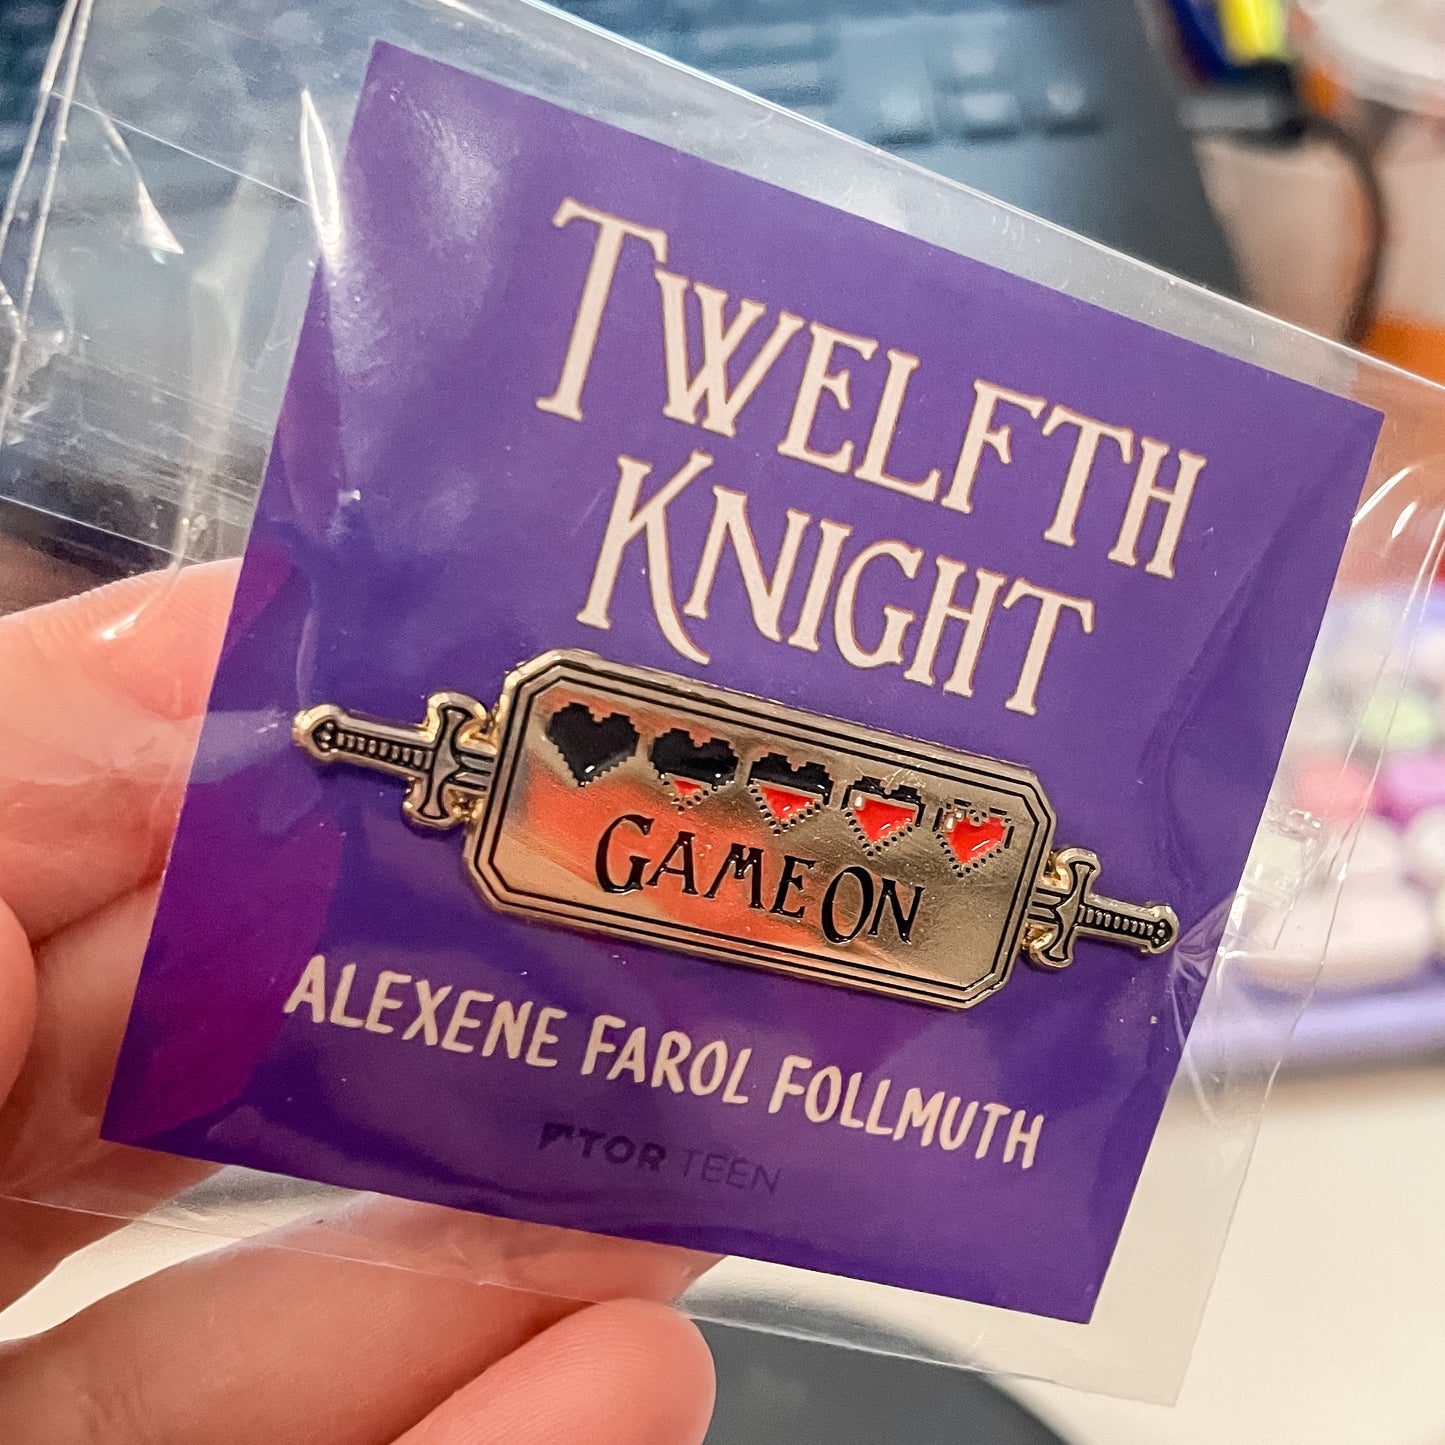 TWELFTH
KNIGHT
GAME ON
ALEXENE FAROL FOLLMUTH
TOR TEEN